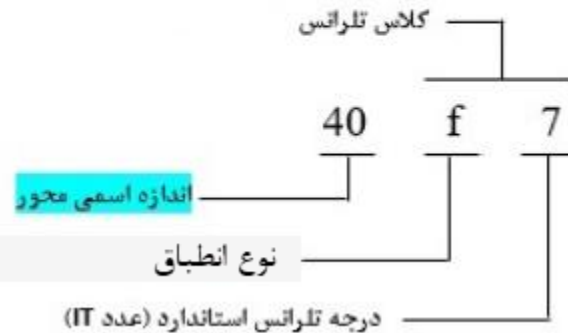 کلاس تلرانس
40 f 7
اندازه اسمی محور
نوع انطباق
درجه تلرانس استاندارد (عدد IT)